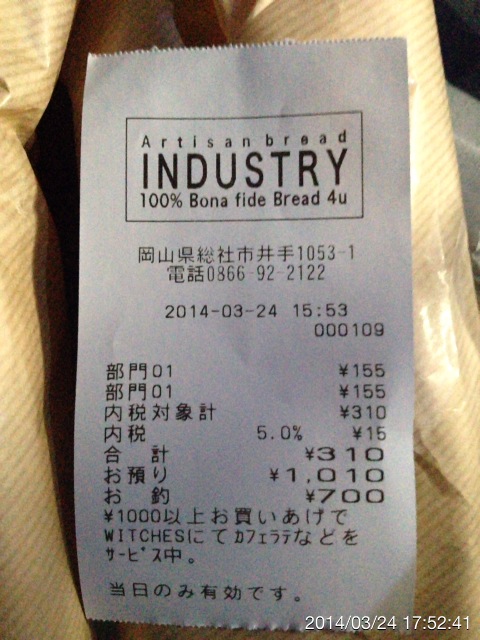 Artisan bread
INDUSTRY
100% Bona fide Bread 4u
岡山県総社市井手1053-1
電話0866-92-2122
2014-03-24 15:53
000109
部門01 ¥155
部門01 ¥155
内税対象計 ¥310
内税 5.0% ¥15
合 計 ¥310
お預り ¥1,010
お 釣 ¥700
¥1000以上お買いあげで
WITCHESにてカフェラテなどを
サービス中。
当日のみ有効です。
2014/03/24 17:52:41